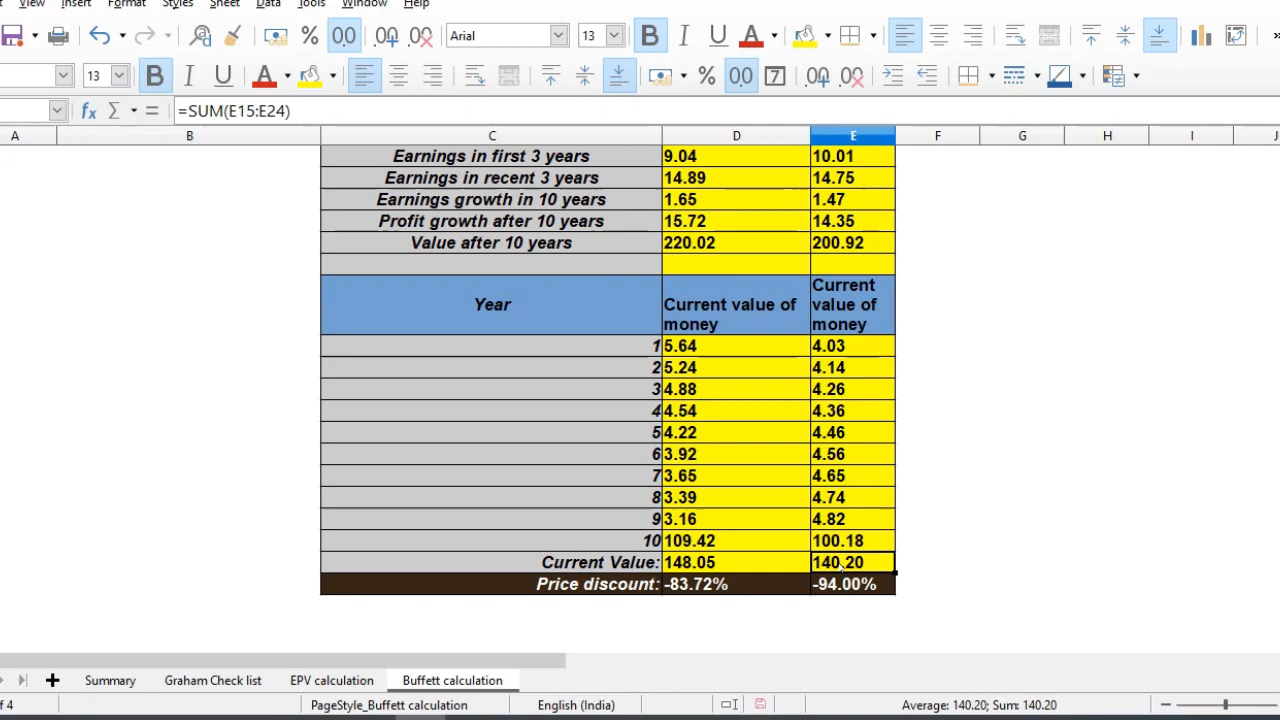 View Insert Format Styles Sheet Data Tools Window Help
Arial 13
13
=SUM(E15:E24)
A B C D E F G H I J
Earnings in first 3 years 9.04 10.01
Earnings in recent 3 years 14.89 14.75
Earnings growth in 10 years 1.65 1.47
Profit growth after 10 years 15.72 14.35
Value after 10 years 220.02 200.92
Year Current value of money Current value of money
1 5.64 4.03
2 5.24 4.14
3 4.88 4.26
4 4.54 4.36
5 4.22 4.46
6 3.92 4.56
7 3.65 4.65
8 3.39 4.74
9 3.16 4.82
10 109.42 100.18
Current Value: 148.05 140.20
Price discount: -83.72% -94.00%
Summary Graham Check list EPV calculation Buffett calculation
of 4 PageStyle_Buffett calculation English (India) Average: 140.20; Sum: 140.20